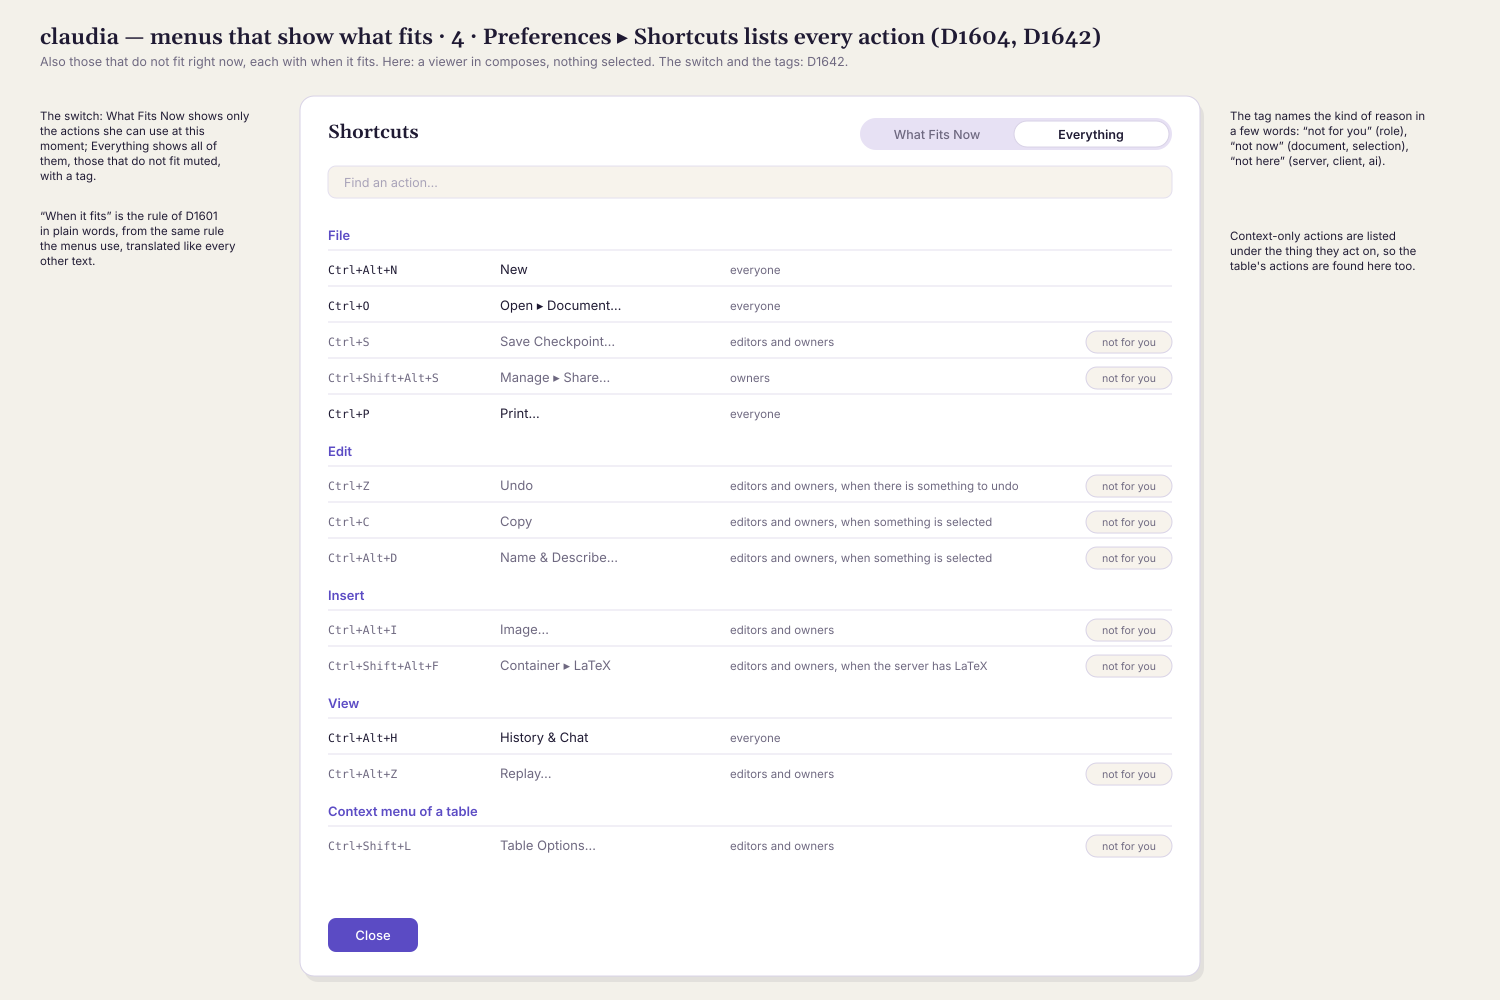 claudia — menus that show what fits · 4 · Preferences ▸ Shortcuts lists every action (D1604, D1642)
Also those that do not fit right now, each with when it fits. Here: a viewer in composes, nothing selected. The switch and the tags: D1642.
The switch: What Fits Now shows only
the actions she can use at this
moment; Everything shows all of
them, those that do not fit muted,
with a tag.
“When it fits” is the rule of D1601
in plain words, from the same rule
the menus use, translated like every
other text.
Shortcuts
What Fits Now
Everything
Find an action...
File
Ctrl+Alt+N New everyone
Ctrl+O Open ▸ Document... everyone
Ctrl+S Save Checkpoint... editors and owners not for you
Ctrl+Shift+Alt+S Manage ▸ Share... owners not for you
Ctrl+P Print... everyone
Edit
Ctrl+Z Undo editors and owners, when there is something to undo not for you
Ctrl+C Copy editors and owners, when something is selected not for you
Ctrl+Alt+D Name & Describe... editors and owners, when something is selected not for you
Insert
Ctrl+Alt+I Image... editors and owners not for you
Ctrl+Shift+Alt+F Container ▸ LaTeX editors and owners, when the server has LaTeX not for you
View
Ctrl+Alt+H History & Chat everyone
Ctrl+Alt+Z Replay... editors and owners not for you
Context menu of a table
Ctrl+Shift+L Table Options... editors and owners not for you
Close
The tag names the kind of reason in
a few words: “not for you” (role),
“not now” (document, selection),
“not here” (server, client, ai).
Context-only actions are listed
under the thing they act on, so the
table's actions are found here too.